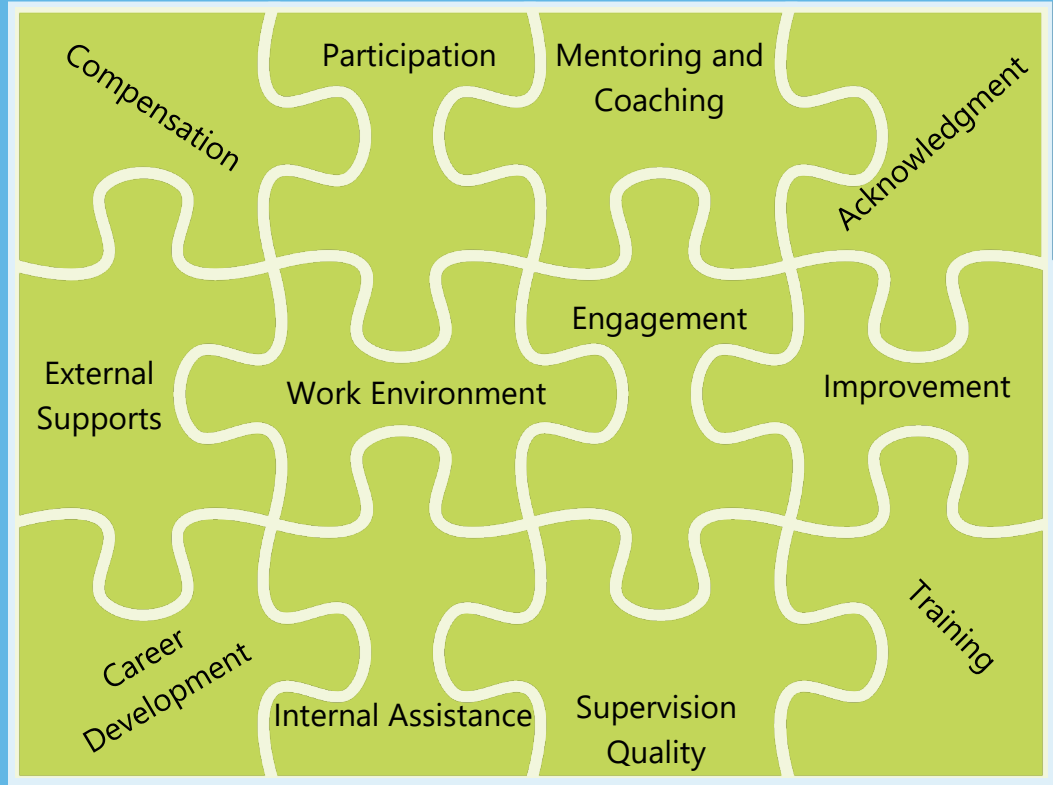 Compensation
Participation
Mentoring and
Coaching
Acknowledgment
External
Supports
Work Environment
Engagement
Improvement
Career
Development
Internal Assistance
Supervision
Quality
Training